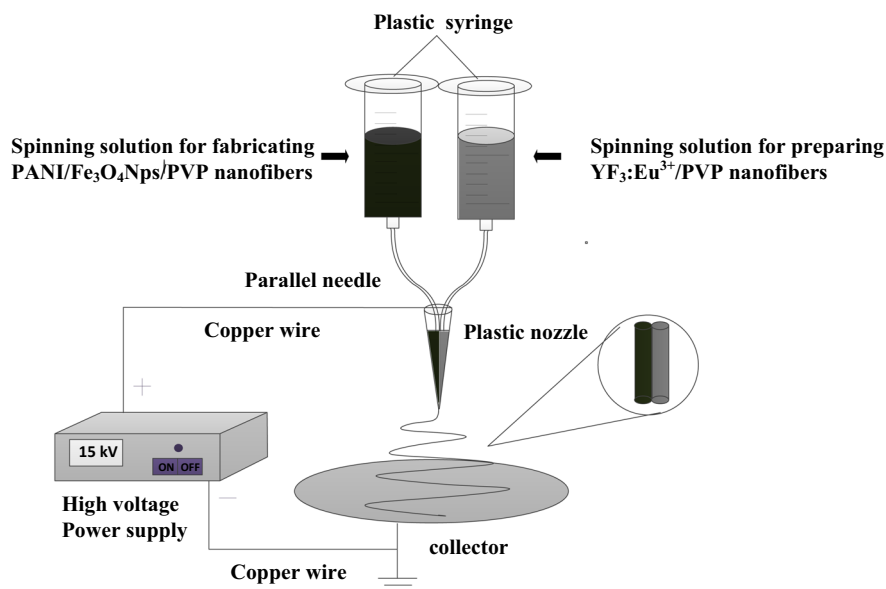 Plastic syringe
Spinning solution for fabricating
PANI/Fe₃O₄Nps/PVP nanofibers
Spinning solution for preparing
YF₃:Eu³⁺/PVP nanofibers
Parallel needle
Copper wire
Plastic nozzle
+
15 kV
ON OFF
—
High voltage
Power supply
collector
Copper wire